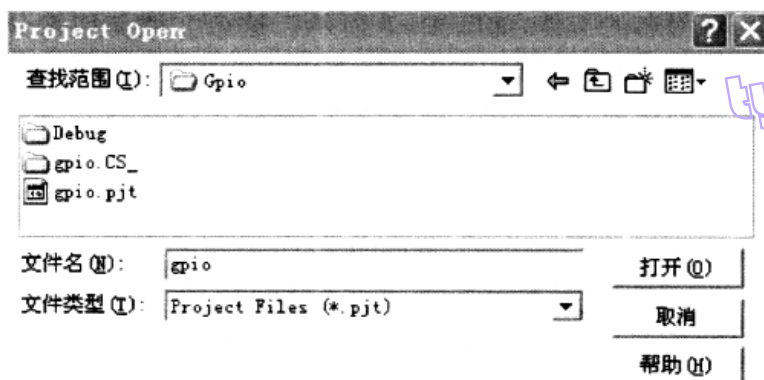 Project Open
查找范围(I): Gpio
Debug
gpio.CS_
gpio.pjt
文件名(N): gpio 打开(O)
文件类型(T): Project Files (*.pjt) 取消
帮助(H)